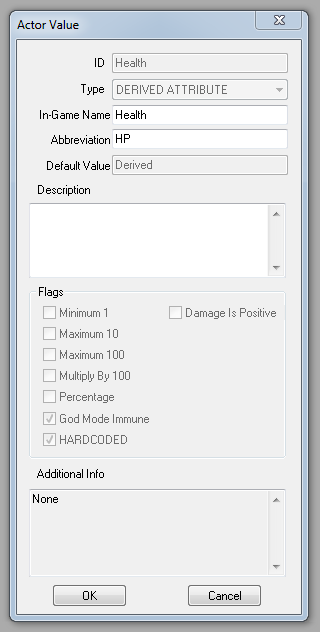 Actor Value
ID Health
Type DERIVED ATTRIBUTE
In-Game Name Health
Abbreviation HP
Default Value Derived
Description
Flags
Minimum 1 Damage Is Positive
Maximum 10
Maximum 100
Multiply By 100
Percentage
God Mode Immune
HARDCODED
Additional Info
None
OK Cancel